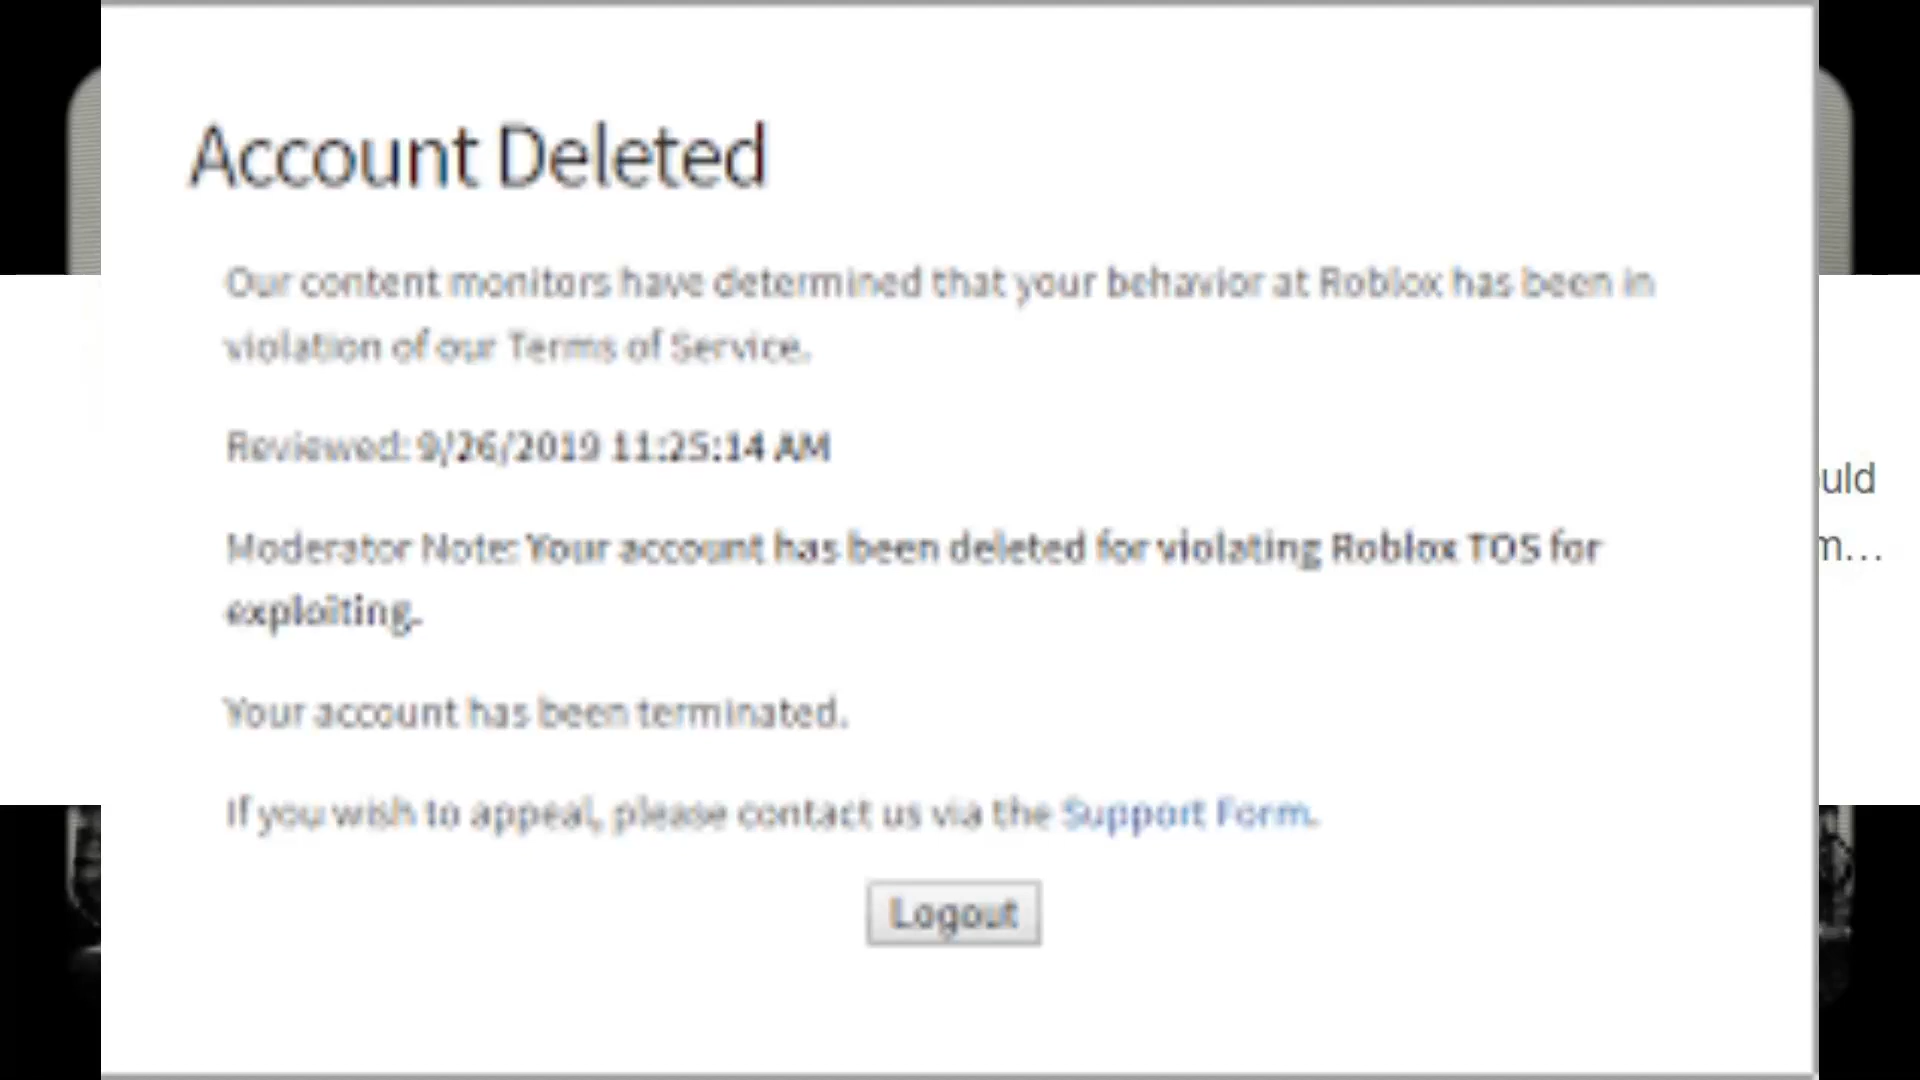 Account Deleted
Our content monitors have determined that your behavior at Roblox has been in
violation of our Terms of Service.
Reviewed: 9/26/2019 11:25:14 AM
uld
Moderator Note: Your account has been deleted for violating Roblox TOS for
m...
exploiting.
Your account has been terminated.
If you wish to appeal, please contact us via the Support Form.
Logout